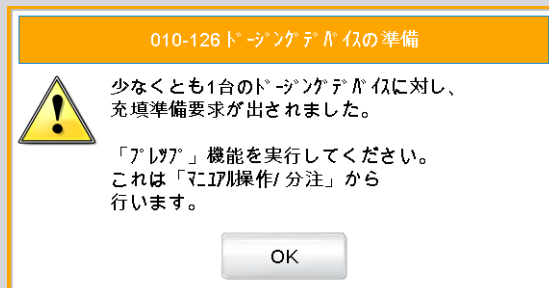 010-126 ﾄﾞｰｼﾞﾝｸﾞﾃﾞﾊﾞｲｽの準備
少なくとも1台のﾄﾞｰｼﾞﾝｸﾞﾃﾞﾊﾞｲｽに対し、
充填準備要求が出されました。
「ﾌﾟﾚｯﾌﾟ」機能を実行してください。
これは「ﾏﾆｭｱﾙ操作/分注」から
行います。
OK